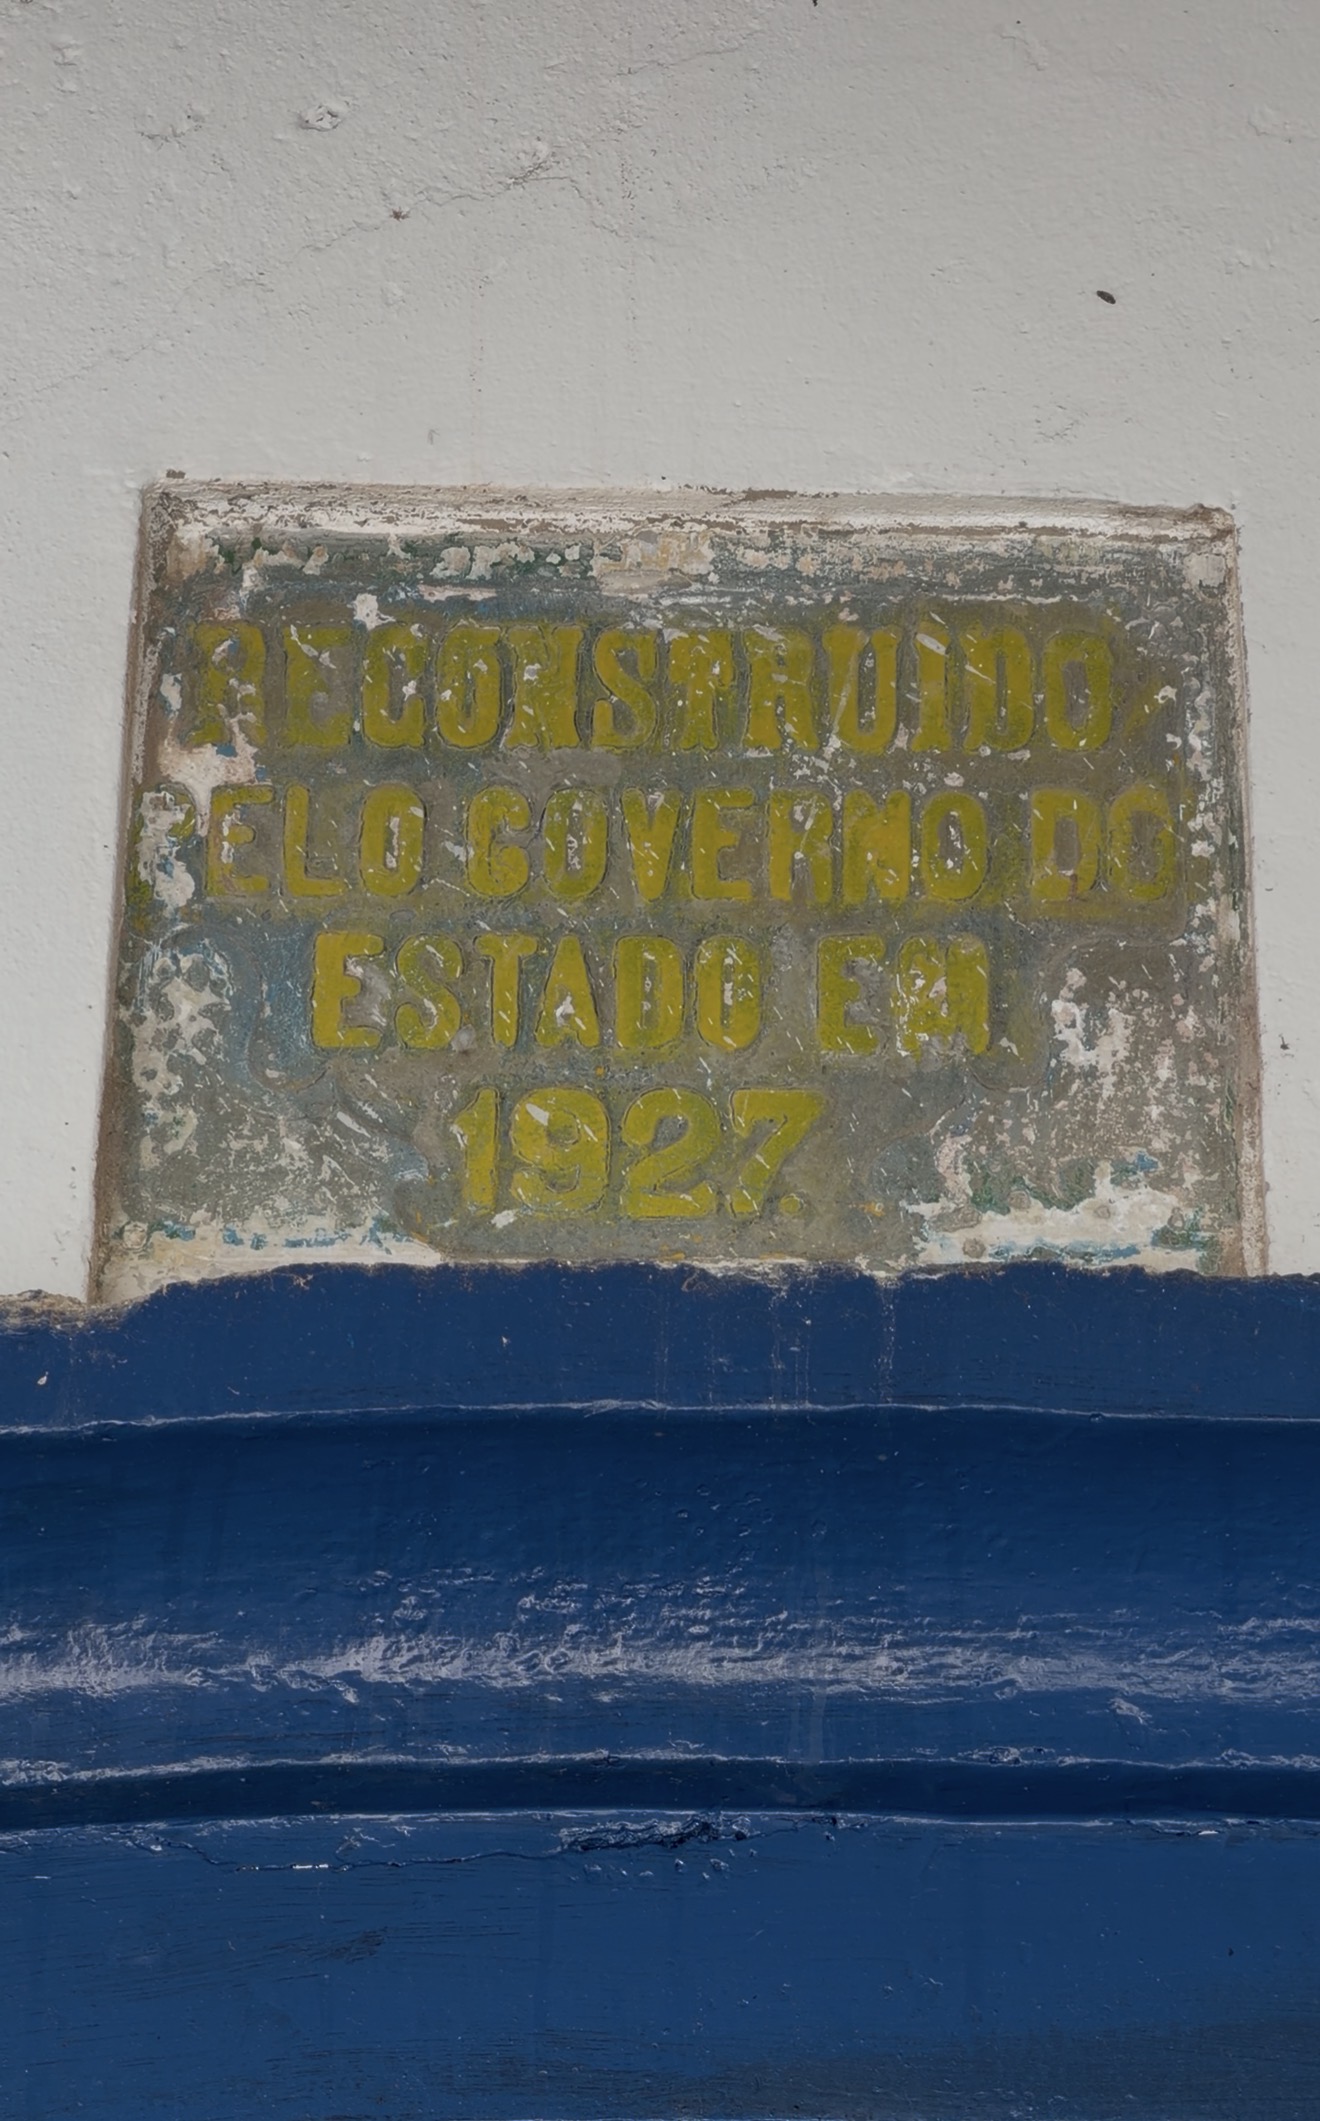 RECONSTRUIDO
PELO GOVERNO DO
ESTADO EM
1927.